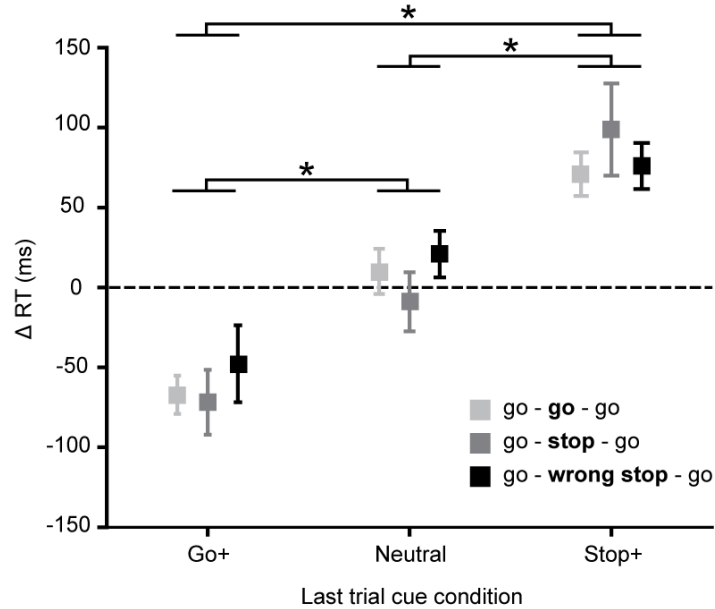 *
*
*
150
100
50
0
-50
-100
-150
Δ RT (ms)
go - go - go
go - stop - go
go - wrong stop - go
Go+ Neutral Stop+
Last trial cue condition